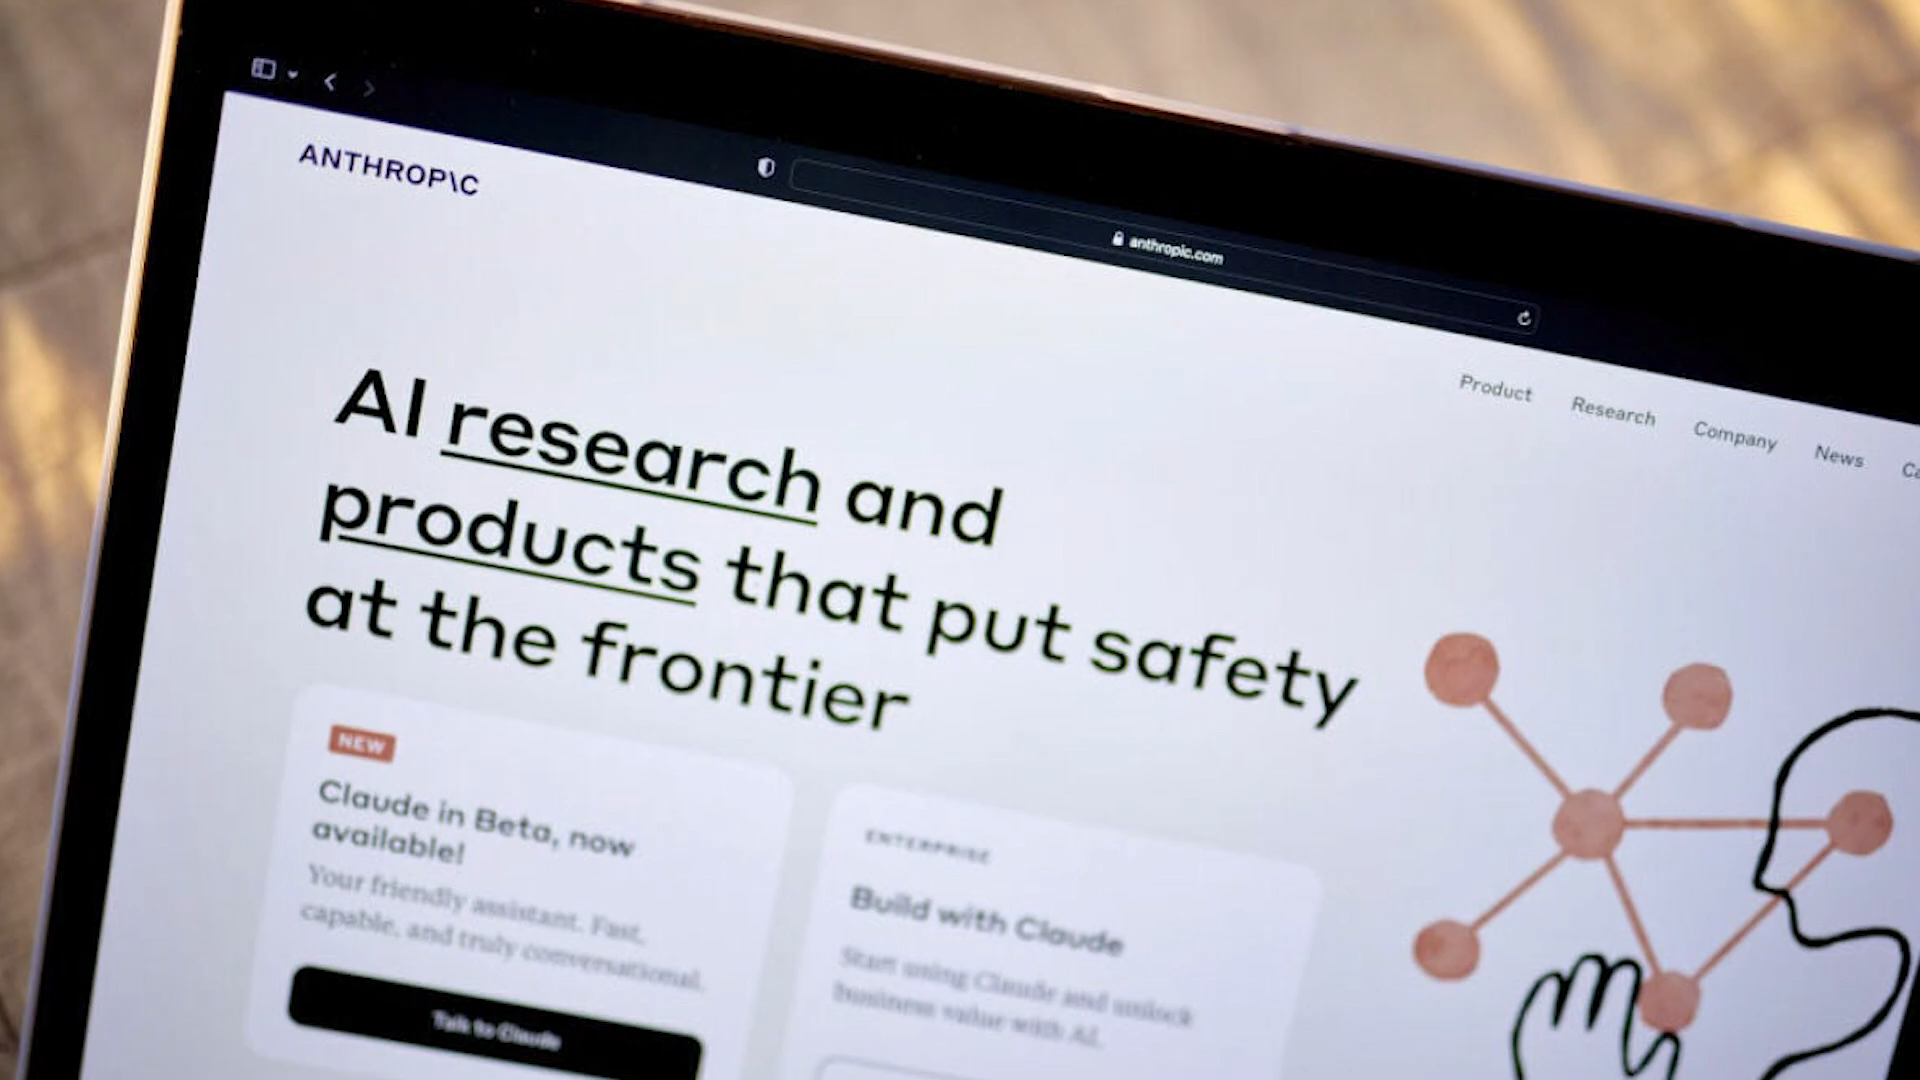 ANTHROP\C
anthropic.com
Product Research Company News
AI research and
products that put safety
at the frontier
NEW
Claude in Beta, now
available!
Your friendly assistant. Fast,
capable, and truly conversational.
Talk to Claude
ENTERPRISE
Build with Claude
Start using Claude and unlock
business value with AI.